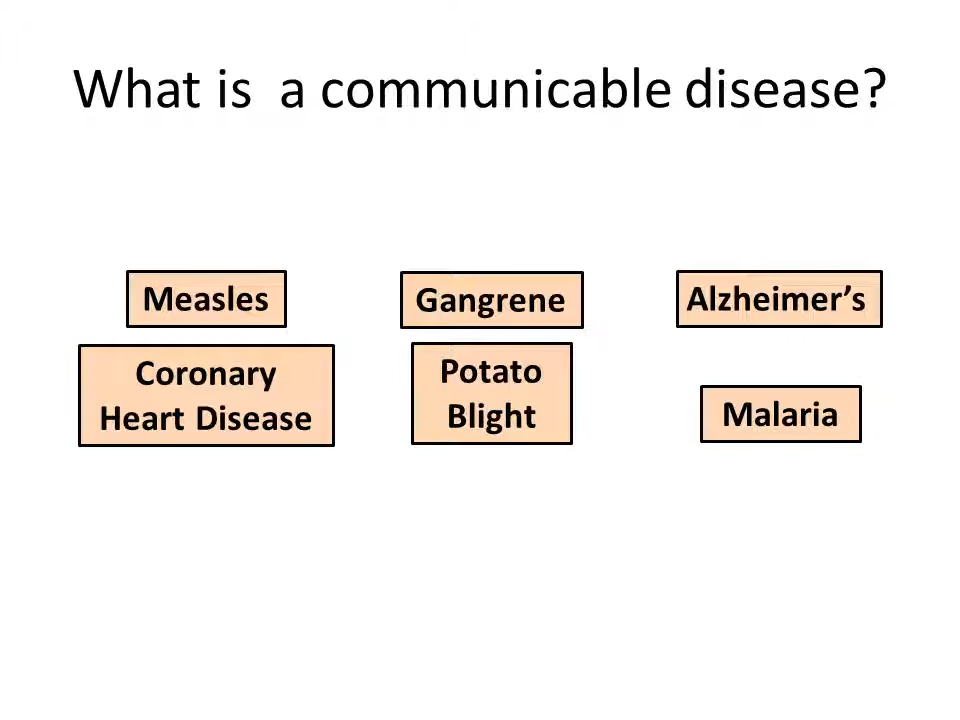 What is  a communicable disease?
Measles
Gangrene
Alzheimer’s
Coronary
Heart Disease
Potato
Blight
Malaria